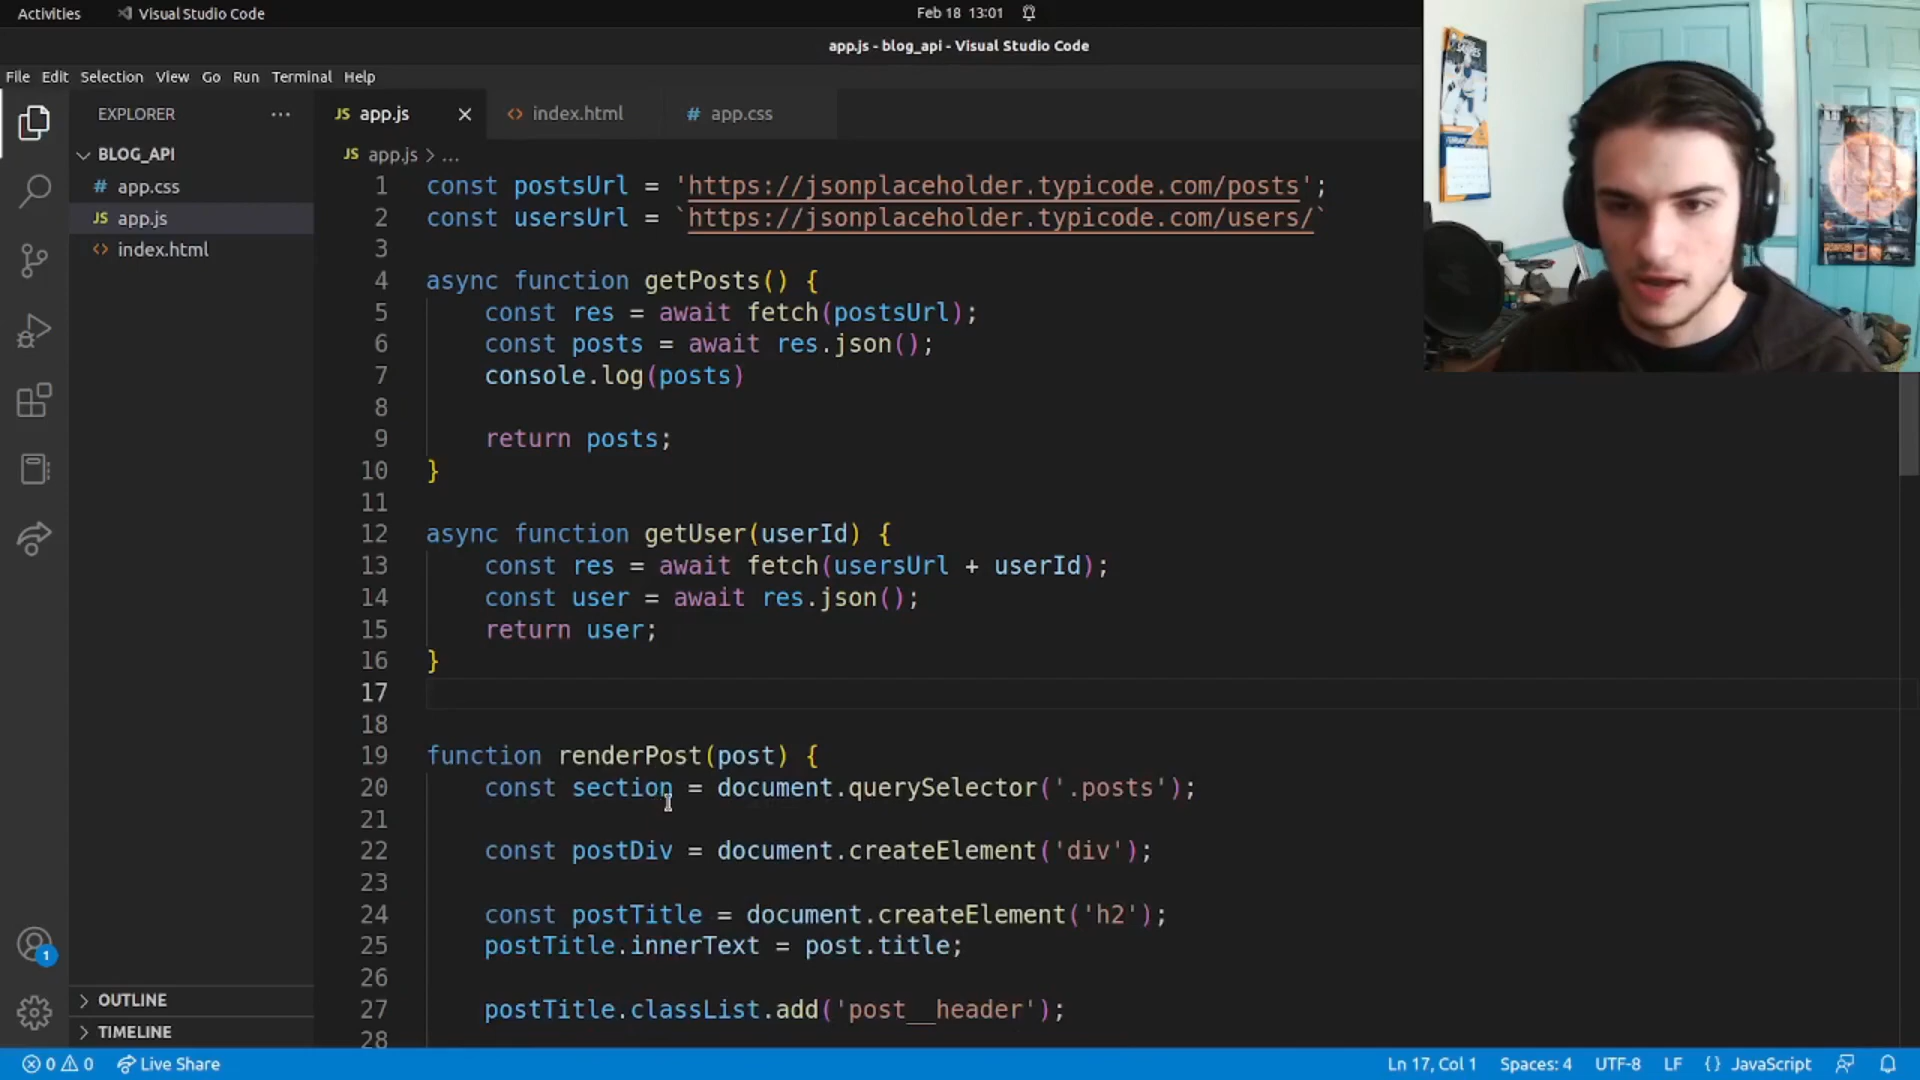 Activities Visual Studio Code Feb 18 13:01
app.js - blog_api - Visual Studio Code
File Edit Selection View Go Run Terminal Help
EXPLORER ··· JS app.js × <> index.html # app.css
BLOG_API
JS app.js > ...
# app.css
JS app.js
<> index.html
1 const postsUrl = 'https://jsonplaceholder.typicode.com/posts';
2 const usersUrl = `https://jsonplaceholder.typicode.com/users/`
3
4 async function getPosts() {
5 const res = await fetch(postsUrl);
6 const posts = await res.json();
7 console.log(posts)
8
9 return posts;
10 }
11
12 async function getUser(userId) {
13 const res = await fetch(usersUrl + userId);
14 const user = await res.json();
15 return user;
16 }
17
18
19 function renderPost(post) {
20 const section = document.querySelector('.posts');
21
22 const postDiv = document.createElement('div');
23
24 const postTitle = document.createElement('h2');
25 postTitle.innerText = post.title;
26
27 postTitle.classList.add('post__header');
28
1
OUTLINE
TIMELINE
0 0 Live Share Ln 17, Col 1 Spaces: 4 UTF-8 LF {} JavaScript